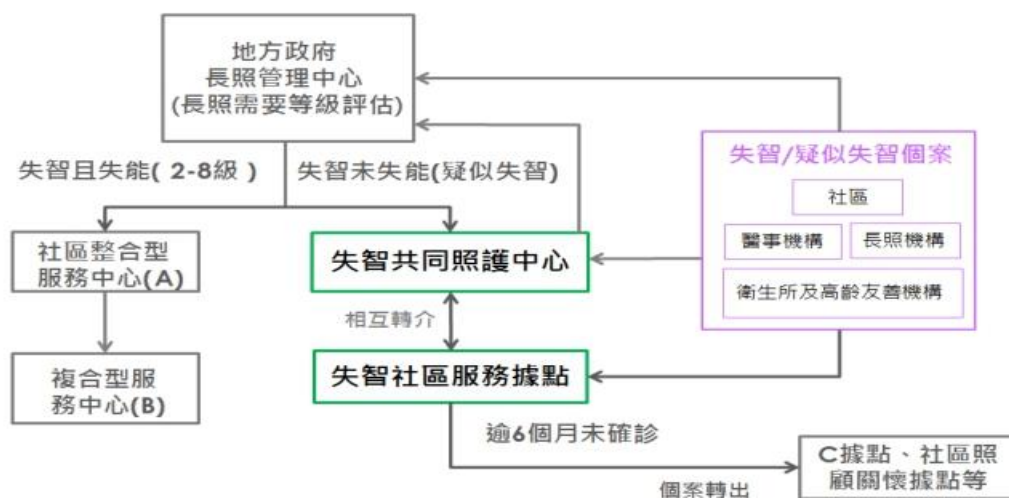 地方政府
長照管理中心
(長照需要等級評估)
失智且失能( 2-8級 )
失智未失能(疑似失智)
失智/疑似失智個案
社區
醫事機構
長照機構
衛生所及高齡友善機構
社區整合型
服務中心(A)
失智共同照護中心
相互轉介
複合型服
務中心(B)
失智社區服務據點
逾6個月未確診
個案轉出
C據點、社區照
顧關懷據點等